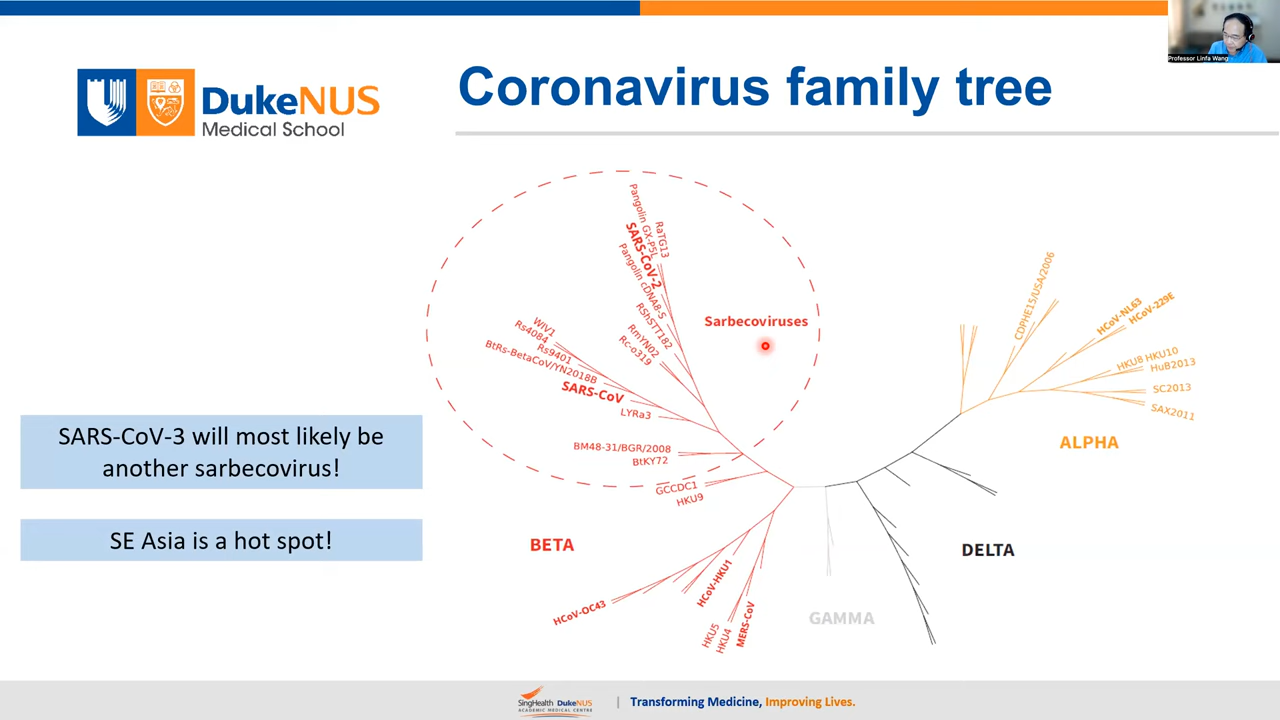 Professor Linfa Wang
DukeNUS
Medical School
Coronavirus family tree
Pangolin GX-P5L
RaTG13
SARS-CoV-2
Pangolin cDNA8-S
RShSTT182
RmYN02
Rc-o319
Sarbecoviruses
WIV1
Rs4084
Rs9401
BtRs-BetaCoV/YN2018B
SARS-CoV
LYRa3
BM48-31/BGR/2008
BtKY72
GCCDC1
HKU9
CDPHE15/USA/2006
HCoV-NL63
HCoV-229E
HKU8
HKU10
HuB2013
SC2013
SAX2011
ALPHA
SARS-CoV-3 will most likely be
another sarbecovirus!
SE Asia is a hot spot!
BETA
DELTA
GAMMA
HCoV-OC43
HCoV-HKU1
HKU5
HKU4
MERS-CoV
SingHealth DukeNUS
ACADEMIC MEDICAL CENTRE
| Transforming Medicine, Improving Lives.